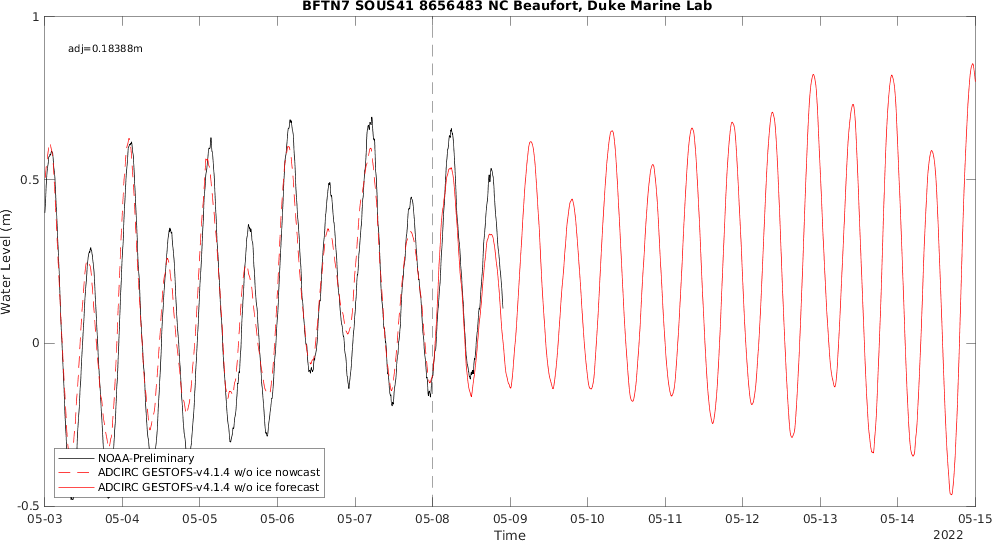 BFTN7 SOUS41 8656483 NC Beaufort, Duke Marine Lab
1
adj=0.18388m
0.5
Water Level (m)
0
NOAA-Preliminary
ADCIRC GESTOFS-v4.1.4 w/o ice nowcast
ADCIRC GESTOFS-v4.1.4 w/o ice forecast
-0.5
05-03 05-04 05-05 05-06 05-07 05-08 05-09 05-10 05-11 05-12 05-13 05-14 05-15
Time
2022